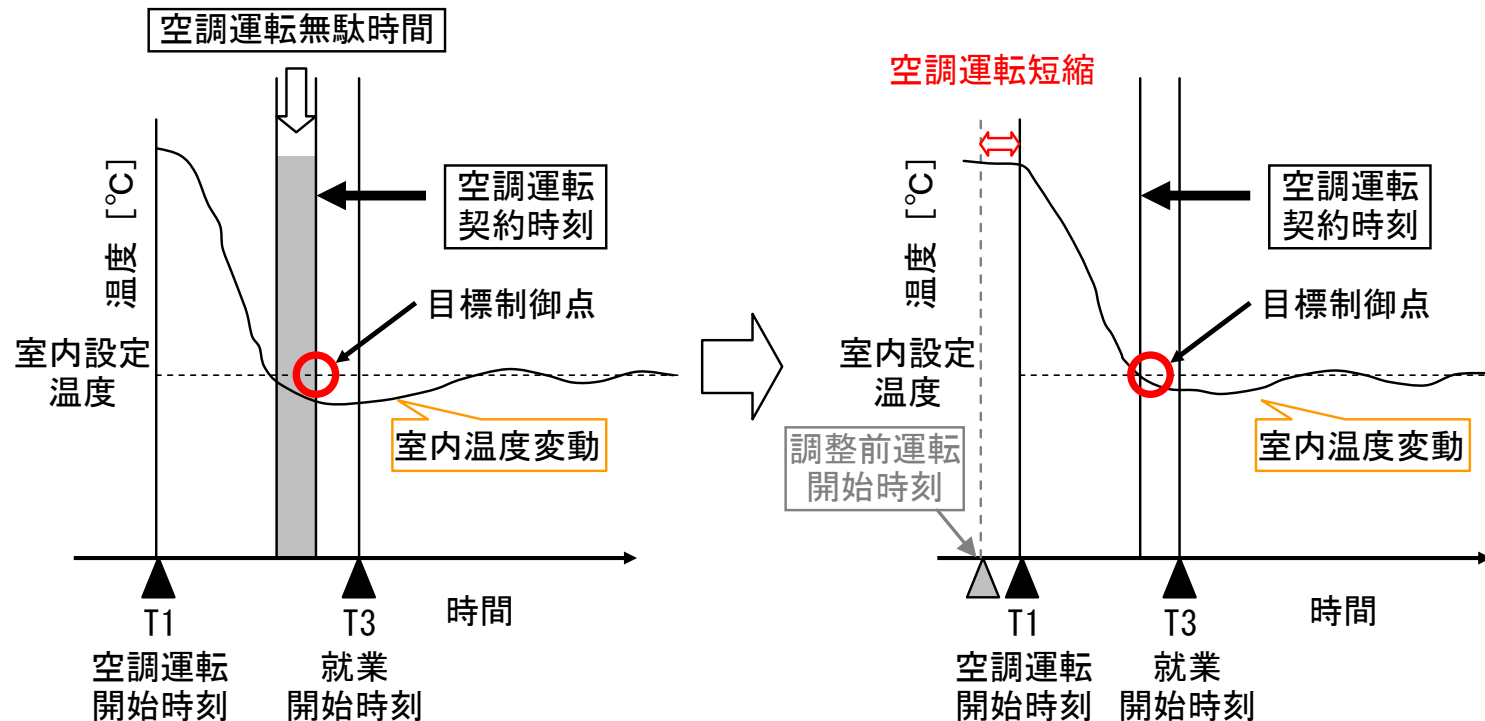 空調運転無駄時間
温度 [℃]
空調運転
契約時刻
目標制御点
室内設定
温度
室内温度変動
T1
空調運転
開始時刻
T3
就業
開始時刻
時間
空調運転短縮
温度 [℃]
空調運転
契約時刻
目標制御点
室内設定
温度
室内温度変動
調整前運転
開始時刻
T1
空調運転
開始時刻
T3
就業
開始時刻
時間